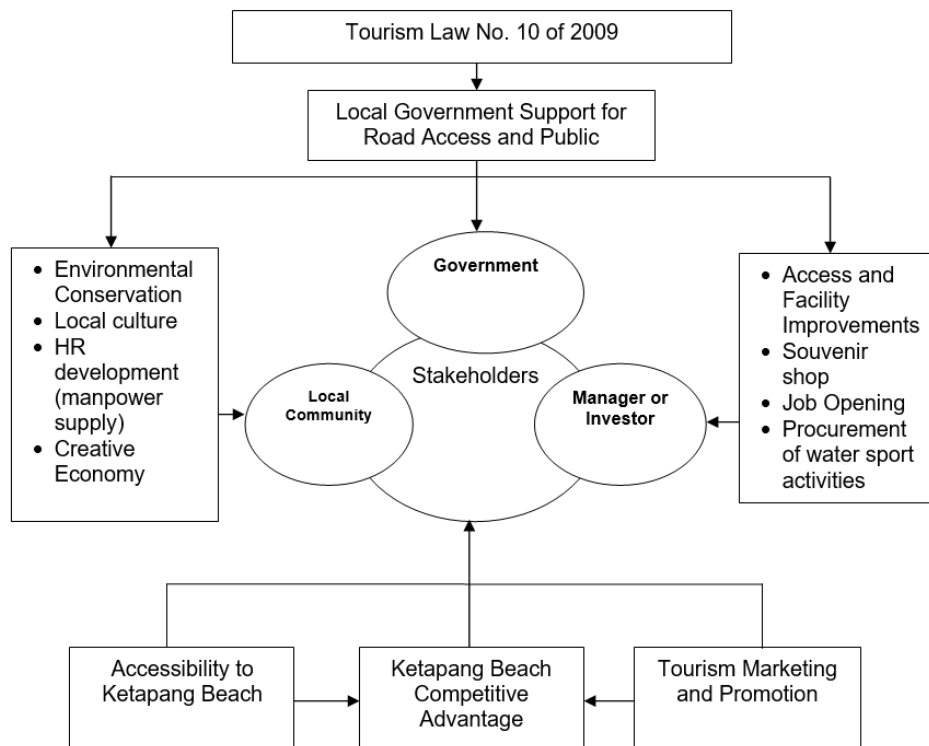 Tourism Law No. 10 of 2009
Local Government Support for
Road Access and Public
• Environmental
Conservation
• Local culture
• HR
development
(manpower
supply)
• Creative
Economy
Government
Stakeholders
Local
Community
Manager or
Investor
• Access and
Facility
Improvements
• Souvenir
shop
• Job Opening
• Procurement
of water sport
activities
Accessibility to
Ketapang Beach
Ketapang Beach
Competitive
Advantage
Tourism Marketing
and Promotion